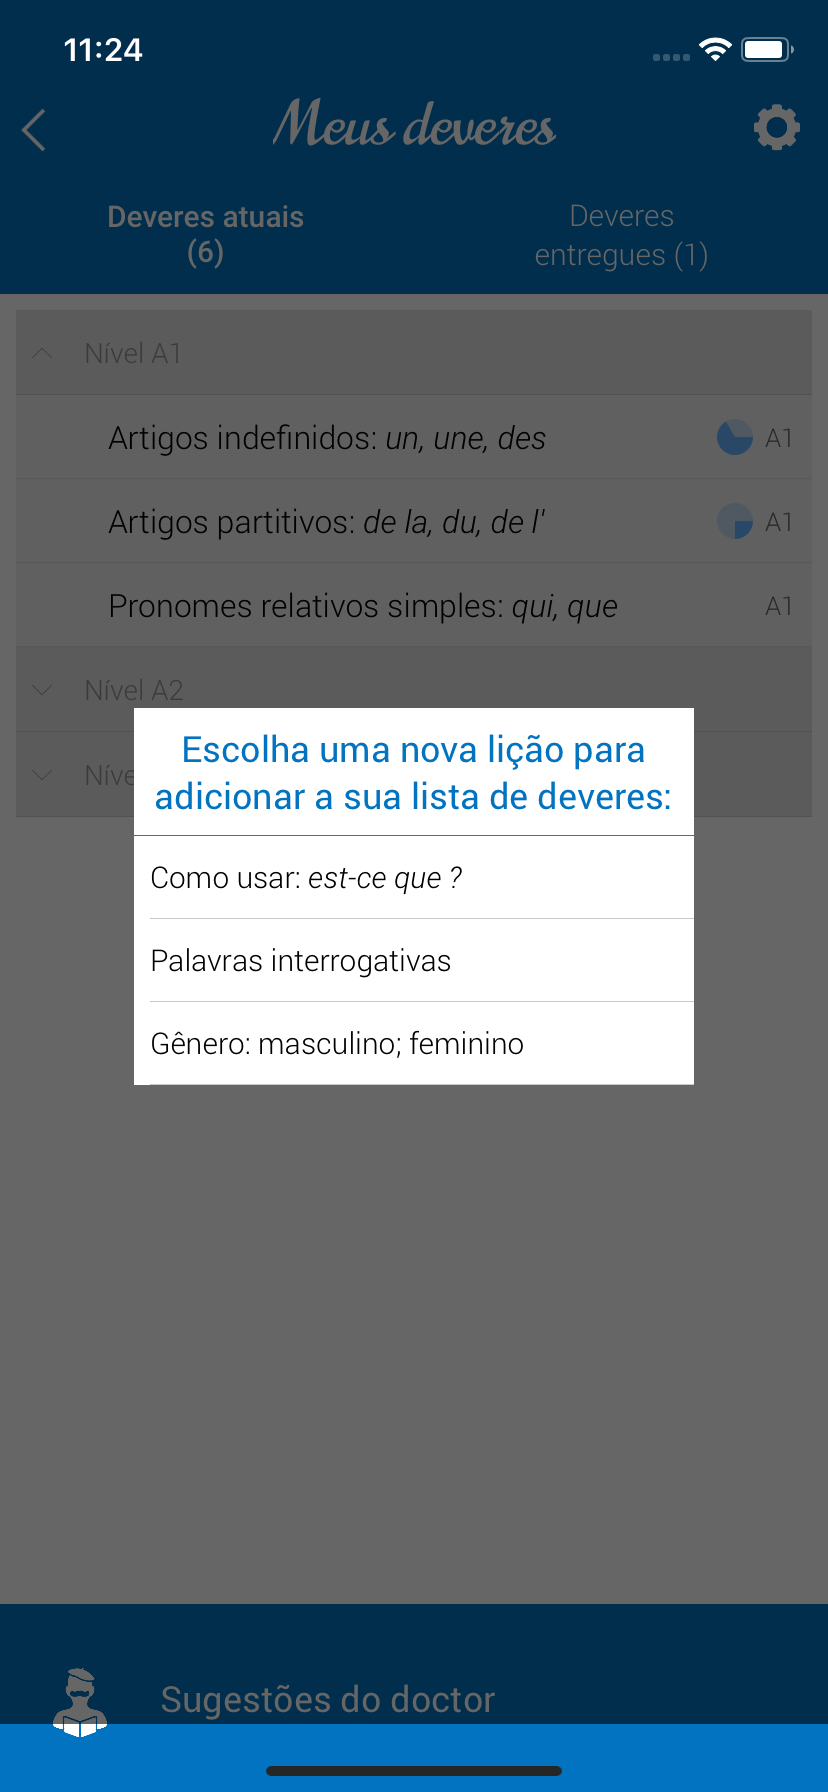 11:24
Meus deveres
Deveres atuais
(6)
Deveres
entregues (1)
Nível A1
Artigos indefinidos: un, une, des
A1
Artigos partitivos: de la, du, de l'
A1
Pronomes relativos simples: qui, que
A1
Nível A2
Escolha uma nova lição para
adicionar a sua lista de deveres:
Como usar: est-ce que ?
Palavras interrogativas
Gênero: masculino; feminino
Sugestões do doctor